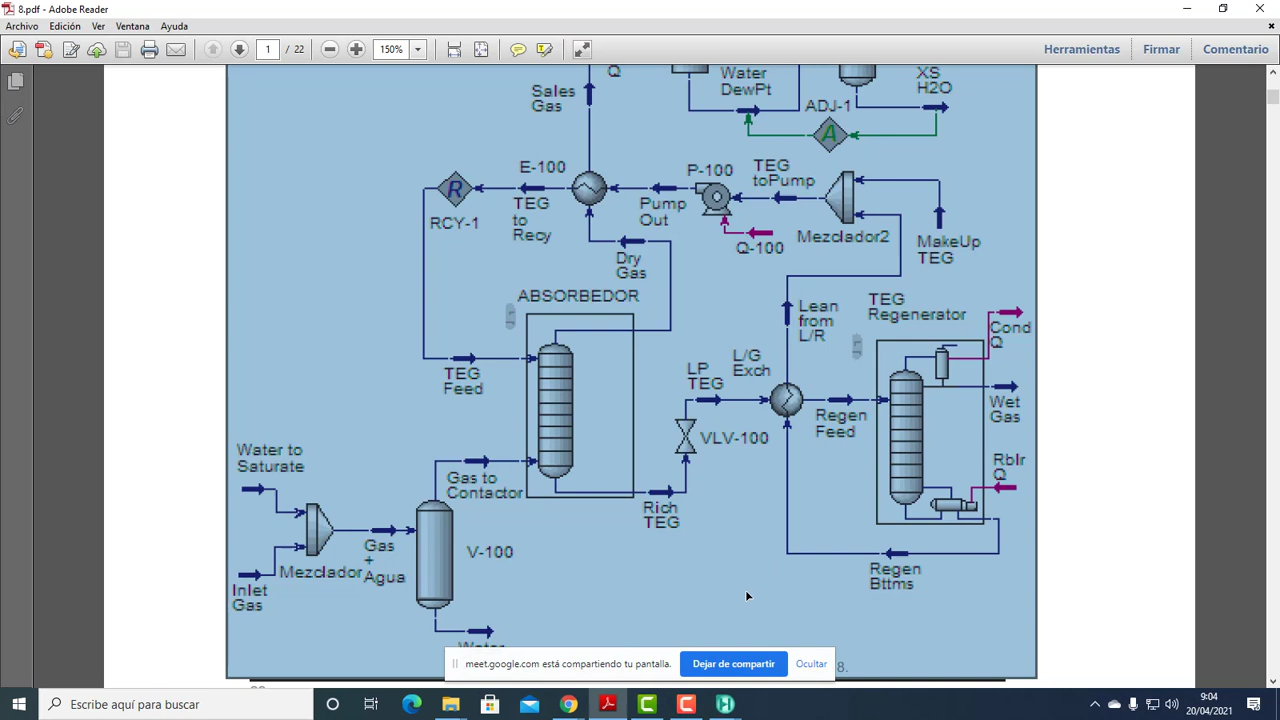 8.pdf - Adobe Reader
Archivo Edición Ver Ventana Ayuda
1 / 22
150%
Herramientas Firmar Comentario
Q
Water
DewPt
XS
H2O
Sales
Gas
ADJ-1
A
E-100
P-100
TEG
toPump
R
RCY-1
TEG
to
Recy
Pump
Out
Mezclador2
Q-100
MakeUp
TEG
Dry
Gas
ABSORBEDOR
TEG
Regenerator
Lean
from
L/R
Cond
Q
L/G
Exch
LP
TEG
TEG
Feed
Wet
Gas
Regen
Feed
VLV-100
Water to
Saturate
Gas to
Contactor
Rblr
Q
Rich
TEG
Gas
+
Agua
V-100
Mezclador
Inlet
Gas
Regen
Bttms
Water
meet.google.com está compartiendo tu pantalla.
Dejar de compartir
Ocultar
8.
Escribe aquí para buscar
9:04
20/04/2021